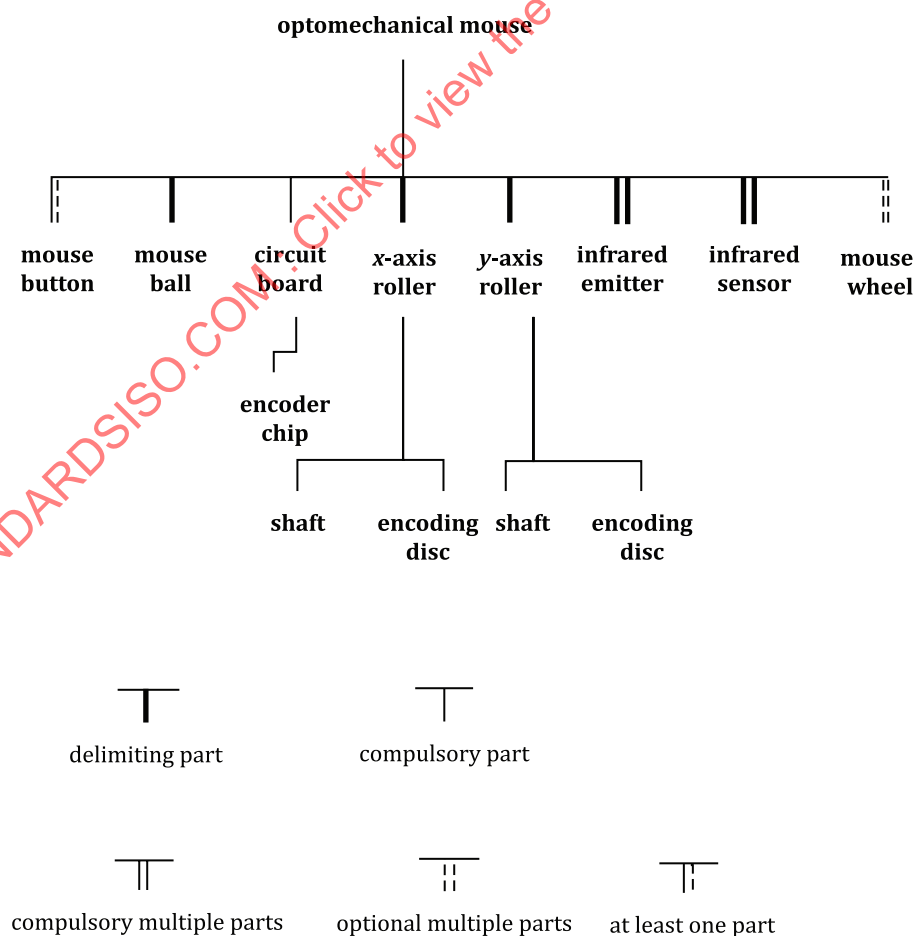 optomechanical mouse
mouse
button
mouse
ball
circuit
board
x-axis
roller
y-axis
roller
infrared
emitter
infrared
sensor
mouse
wheel
encoder
chip
shaft
encoding
disc
shaft
encoding
disc
delimiting part
compulsory part
compulsory multiple parts
optional multiple parts
at least one part
NDARDSISO.COM : Click to view the